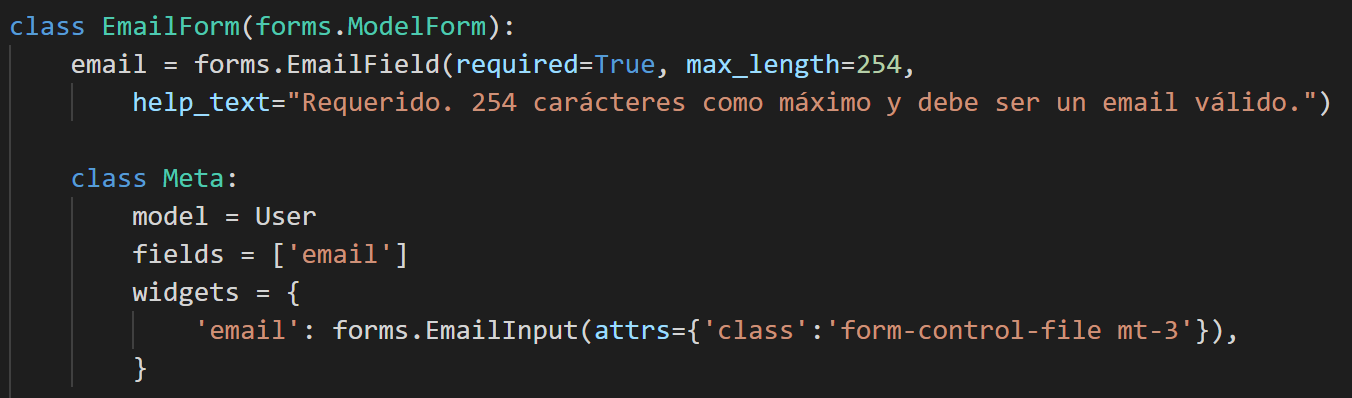 class EmailForm(forms.ModelForm):
    email = forms.EmailField(required=True, max_length=254,
        help_text="Requerido. 254 carácteres como máximo y debe ser un email válido.")
    class Meta:
        model = User
        fields = ['email']
        widgets = {
            'email': forms.EmailInput(attrs={'class':'form-control-file mt-3'}),
        }